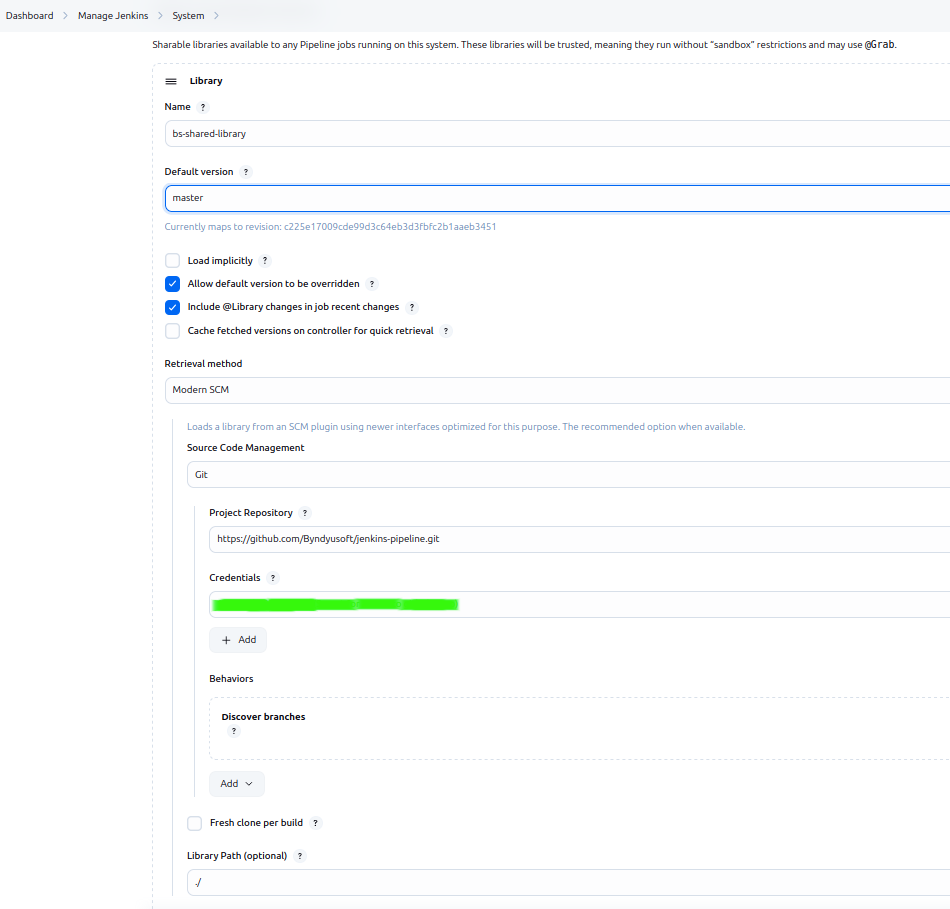 Dashboard > Manage Jenkins > System >
Sharable libraries available to any Pipeline jobs running on this system. These libraries will be trusted, meaning they run without "sandbox" restrictions and may use @Grab.
Library
Name ?
bs-shared-library
Default version ?
master
Currently maps to revision: c225e17009cde99d3c64eb3d3fbfc2b1aaeb3451
Load implicitly ?
Allow default version to be overridden ?
Include @Library changes in job recent changes ?
Cache fetched versions on controller for quick retrieval ?
Retrieval method
Modern SCM
Loads a library from an SCM plugin using newer interfaces optimized for this purpose. The recommended option when available.
Source Code Management
Git
Project Repository ?
https://github.com/Byndyusoft/jenkins-pipeline.git
Credentials ?
+ Add
Behaviors
Discover branches
?
Add
Fresh clone per build ?
Library Path (optional) ?
./